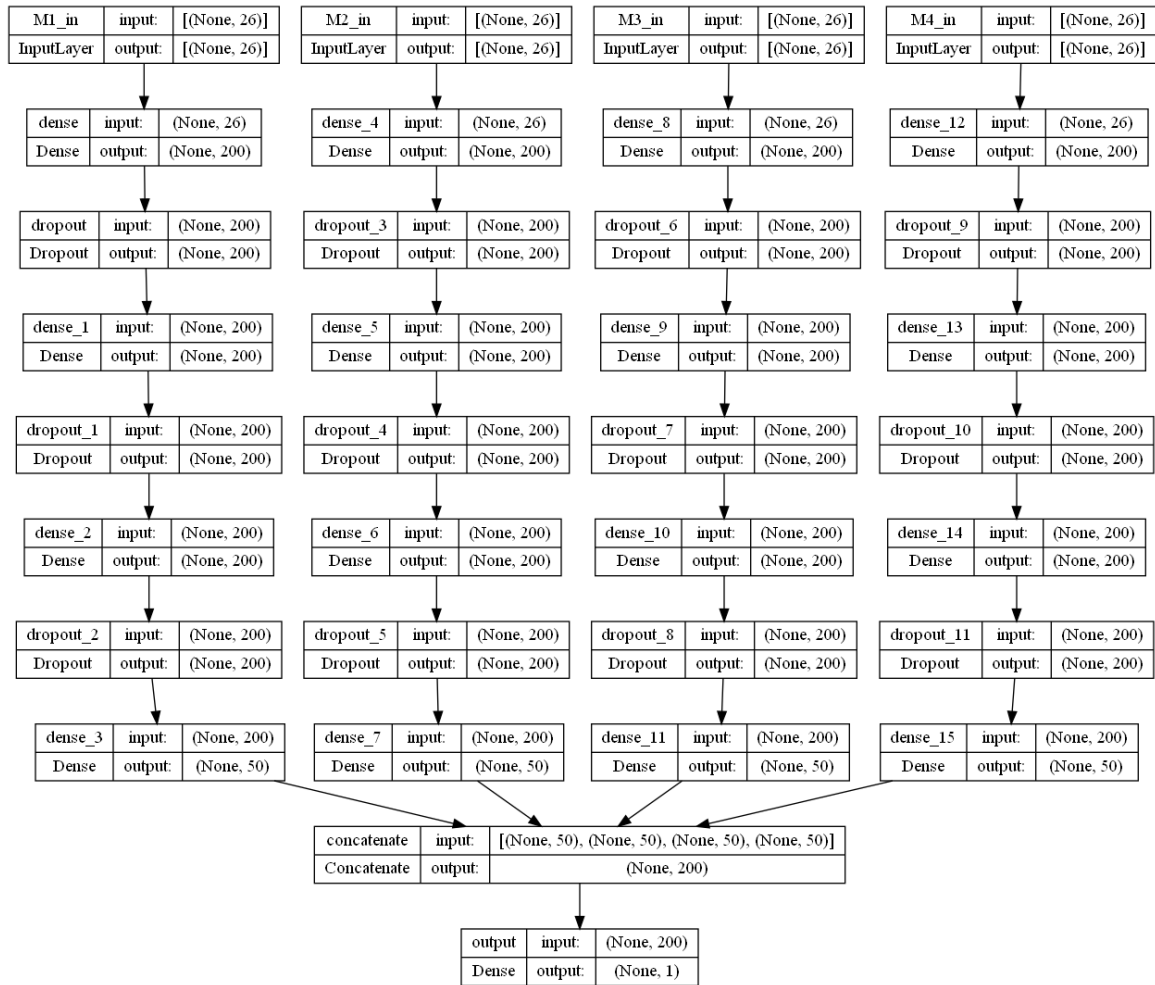 M1_in input: [(None, 26)] M2_in input: [(None, 26)] M3_in input: [(None, 26)] M4_in input: [(None, 26)]
InputLayer output: [(None, 26)] InputLayer output: [(None, 26)] InputLayer output: [(None, 26)] InputLayer output: [(None, 26)]
dense input: (None, 26) dense_4 input: (None, 26) dense_8 input: (None, 26) dense_12 input: (None, 26)
Dense output: (None, 200) Dense output: (None, 200) Dense output: (None, 200) Dense output: (None, 200)
dropout input: (None, 200) dropout_3 input: (None, 200) dropout_6 input: (None, 200) dropout_9 input: (None, 200)
Dropout output: (None, 200) Dropout output: (None, 200) Dropout output: (None, 200) Dropout output: (None, 200)
dense_1 input: (None, 200) dense_5 input: (None, 200) dense_9 input: (None, 200) dense_13 input: (None, 200)
Dense output: (None, 200) Dense output: (None, 200) Dense output: (None, 200) Dense output: (None, 200)
dropout_1 input: (None, 200) dropout_4 input: (None, 200) dropout_7 input: (None, 200) dropout_10 input: (None, 200)
Dropout output: (None, 200) Dropout output: (None, 200) Dropout output: (None, 200) Dropout output: (None, 200)
dense_2 input: (None, 200) dense_6 input: (None, 200) dense_10 input: (None, 200) dense_14 input: (None, 200)
Dense output: (None, 200) Dense output: (None, 200) Dense output: (None, 200) Dense output: (None, 200)
dropout_2 input: (None, 200) dropout_5 input: (None, 200) dropout_8 input: (None, 200) dropout_11 input: (None, 200)
Dropout output: (None, 200) Dropout output: (None, 200) Dropout output: (None, 200) Dropout output: (None, 200)
dense_3 input: (None, 200) dense_7 input: (None, 200) dense_11 input: (None, 200) dense_15 input: (None, 200)
Dense output: (None, 50) Dense output: (None, 50) Dense output: (None, 50) Dense output: (None, 50)
concatenate input: [(None, 50), (None, 50), (None, 50), (None, 50)]
Concatenate output: (None, 200)
output input: (None, 200)
Dense output: (None, 1)